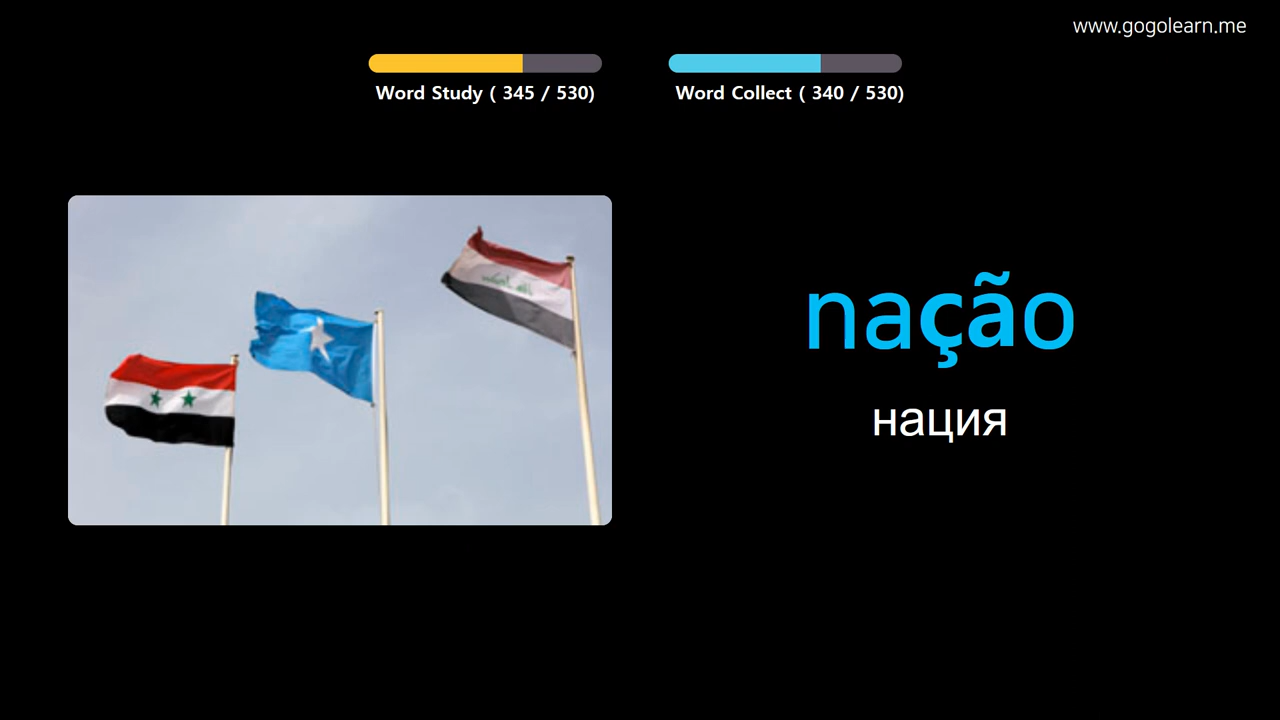 www.gogolearn.me
Word Study ( 345 / 530)
Word Collect ( 340 / 530)
nação
нация